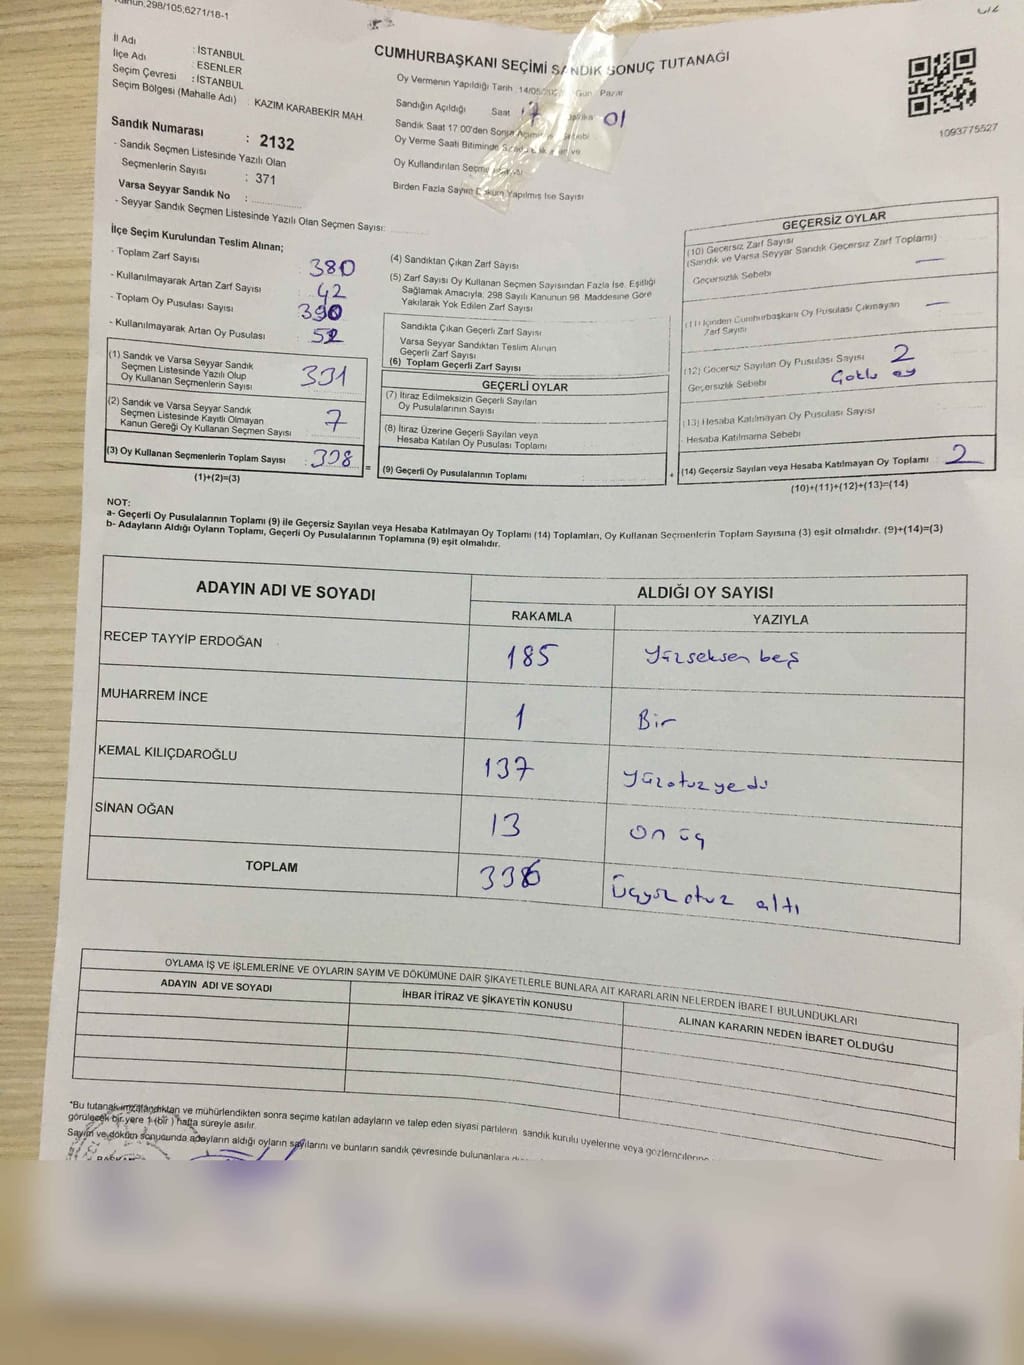 Kanun,298/105,6271/18-1
CUMHURBAŞKANI SEÇİMİ SANDIK SONUÇ TUTANAĞI
İl Adı : İSTANBUL
İlçe Adı : ESENLER
Seçim Çevresi : İSTANBUL
Seçim Bölgesi (Mahalle Adı) : KAZIM KARABEKİR MAH.
Sandık Numarası : 2132
- Sandık Seçmen Listesinde Yazılı Olan
Seçmenlerin Sayısı : 371
Varsa Seyyar Sandık No :
- Seyyar Sandık Seçmen Listesinde Yazılı Olan Seçmen Sayısı:
Oy Vermenin Yapıldığı Tarih 14/05/ Gün Pazar
Sandığın Açıldığı Saat 17 Dakika 01
Sandık Saat 17:00'den Sonra
Oy Verme Saati Bitiminde
Oy Kullandırılan Seçmen
Birden Fazla Sayım Döküm Yapılmış İse Sayısı
1093775527
İlçe Seçim Kurulundan Teslim Alınan;
- Toplam Zarf Sayısı 380
- Kullanılmayarak Artan Zarf Sayısı : 42
- Toplam Oy Pusulası Sayısı 390
- Kullanılmayarak Artan Oy Pusulası : 52
(1) Sandık ve Varsa Seyyar Sandık
Seçmen Listesinde Yazılı Olup
Oy Kullanan Seçmenlerin Sayısı 331
(2) Sandık ve Varsa Seyyar Sandık
Seçmen Listesinde Kayıtlı Olmayan
Kanun Gereği Oy Kullanan Seçmen Sayısı 7
(3) Oy Kullanan Seçmenlerin Toplam Sayısı : 338 =
(1)+(2)=(3)
(4) Sandıktan Çıkan Zarf Sayısı
(5) Zarf Sayısı Oy Kullanan Seçmen Sayısından Fazla İse, Eşitliği
Sağlamak Amacıyla; 298 Sayılı Kanunun 98. Maddesine Göre
Yakılarak Yok Edilen Zarf Sayısı
Sandıkta Çıkan Geçerli Zarf Sayısı
Varsa Seyyar Sandıktan Teslim Alınan
Geçerli Zarf Sayısı
(6) Toplam Geçerli Zarf Sayısı
GEÇERLİ OYLAR
(7) İtiraz Edilmeksizin Geçerli Sayılan
Oy Pusulalarının Sayısı
(8) İtiraz Üzerine Geçerli Sayılan veya
Hesaba Katılan Oy Pusulası Toplamı
(9) Geçerli Oy Pusulalarının Toplamı +
GEÇERSİZ OYLAR
(10) Geçersiz Zarf Sayısı
(Sandık ve Varsa Seyyar Sandık Geçersiz Zarf Toplamı) —
Geçersizlik Sebebi
(11) İçinden Cumhurbaşkanı Oy Pusulası Çıkmayan —
Zarf Sayısı
(12) Geçersiz Sayılan Oy Pusulası Sayısı 2
Geçersizlik Sebebi Çoklu oy
(13) Hesaba Katılmayan Oy Pusulası Sayısı
Hesaba Katılmama Sebebi
(14) Geçersiz Sayılan veya Hesaba Katılmayan Oy Toplamı : 2
(10)+(11)+(12)+(13)=(14)
NOT:
a- Geçerli Oy Pusulalarının Toplamı (9) ile Geçersiz Sayılan veya Hesaba Katılmayan Oy Toplamı (14) Toplamları, Oy Kullanan Seçmenlerin Toplam Sayısına (3) eşit olmalıdır. (9)+(14)=(3)
b- Adayların Aldığı Oyların Toplamı, Geçerli Oy Pusulalarının Toplamına (9) eşit olmalıdır.
ADAYIN ADI VE SOYADI ALDIĞI OY SAYISI
RAKAMLA YAZIYLA
RECEP TAYYİP ERDOĞAN 185 Yüzseksen beş
MUHARREM İNCE 1 Bir
KEMAL KILIÇDAROĞLU 137 Yüzotuzyedi
SİNAN OĞAN 13 on üç
TOPLAM 336 Üçyüz otuz altı
OYLAMA İŞ VE İŞLEMLERİNE VE OYLARIN SAYIM VE DÖKÜMÜNE DAİR ŞİKAYETLERLE BUNLARA AİT KARARLARIN NELERDEN İBARET BULUNDUKLARI
ADAYIN ADI VE SOYADI İHBAR İTİRAZ VE ŞİKAYETİN KONUSU ALINAN KARARIN NEDEN İBARET OLDUĞU
*Bu tutanak imzalandıktan ve mühürlendikten sonra seçime katılan adayların ve talep eden siyasi partilerin sandık kurulu üyelerine veya gözlemcilerine
görülecek bir yere 1 (bir) hafta süreyle asılır.
Sayım ve döküm sonucunda adayların aldığı oyların sayılarını ve bunların sandık çevresinde bulunanlara
BAŞKAN